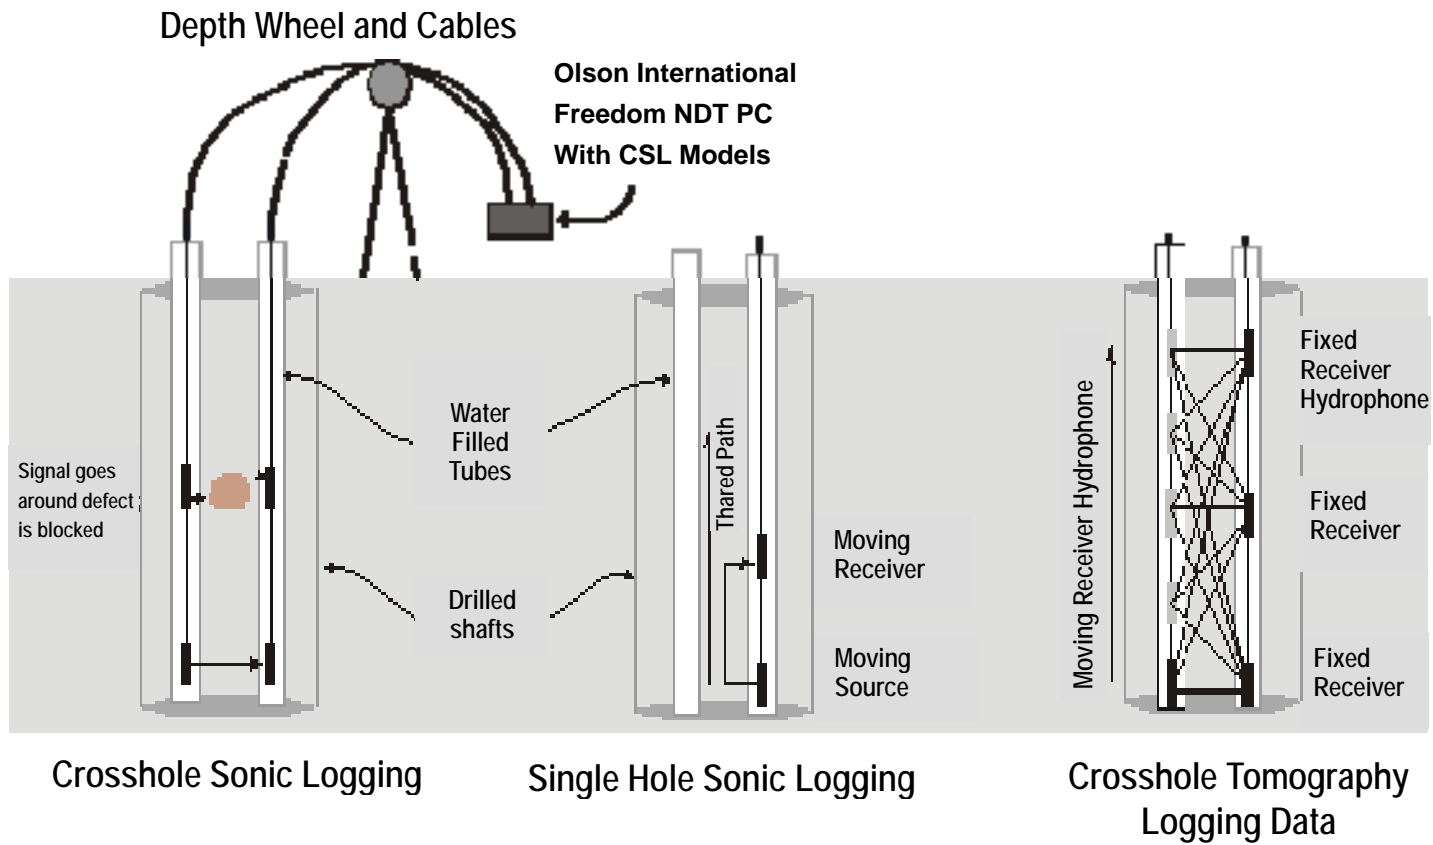 Depth Wheel and Cables
Olson International
Freedom NDT PC
With CSL Models
Signal goes
around defect ;
is blocked
Water
Filled
Tubes
Drilled
shafts
Thared Path
Moving
Receiver
Moving
Source
Moving Receiver Hydrophone
Fixed
Receiver
Hydrophone
Fixed
Receiver
Fixed
Receiver
Crosshole Sonic Logging
Single Hole Sonic Logging
Crosshole Tomography
Logging Data